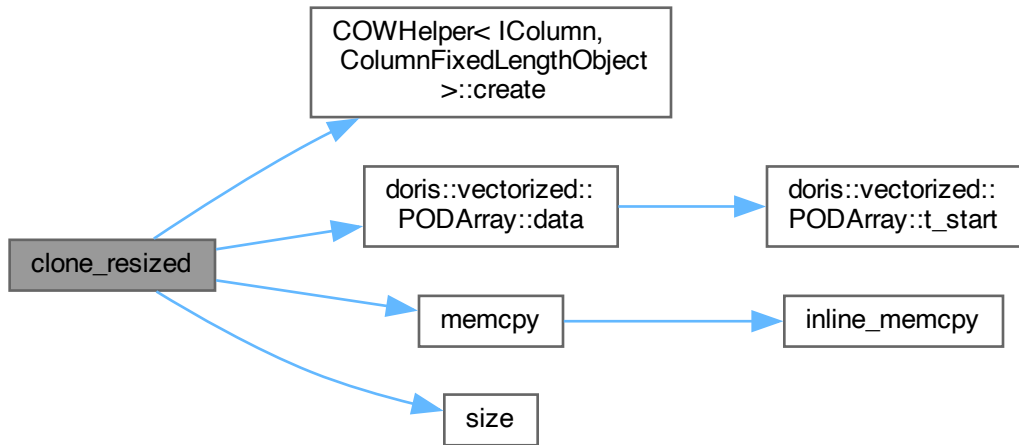 COWHelper< IColumn,
ColumnFixedLengthObject
>::create
doris::vectorized::
PODArray::data
doris::vectorized::
PODArray::t_start
clone_resized
memcpy
inline_memcpy
size